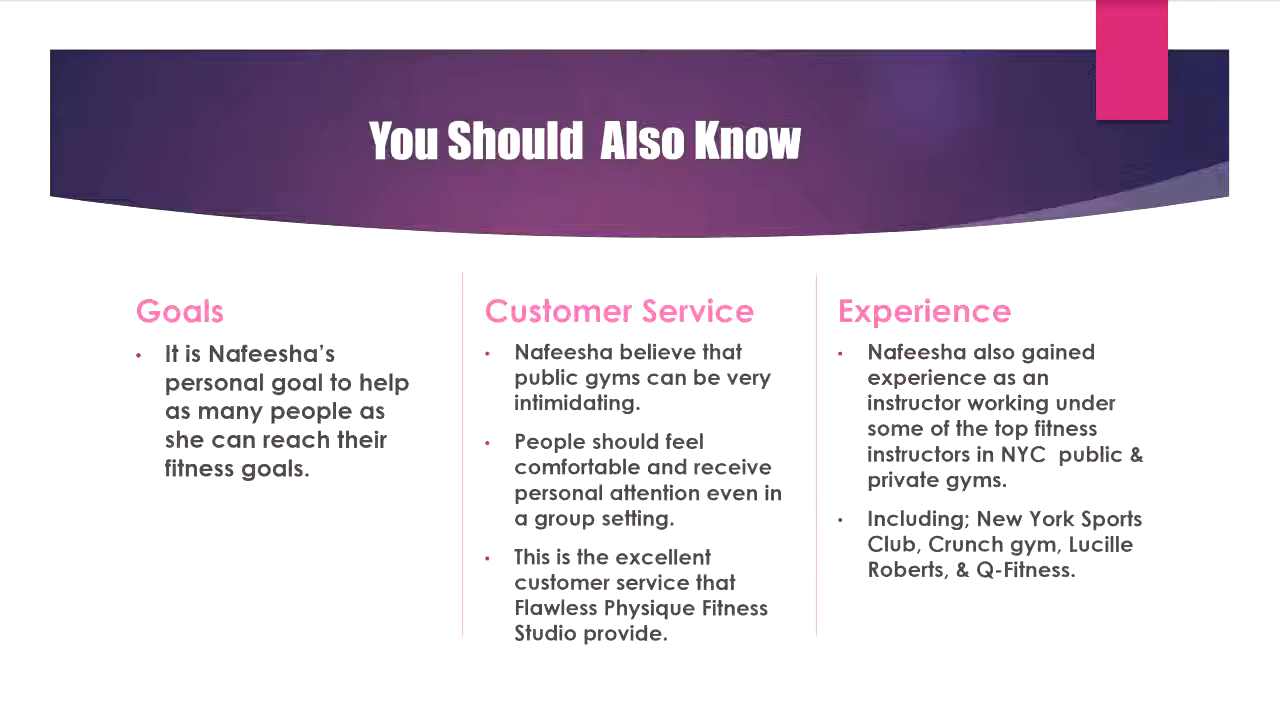 You Should  Also Know
Goals
• It is Nafeesha’s
personal goal to help
as many people as
she can reach their
fitness goals.
Customer Service
• Nafeesha believe that
public gyms can be very
intimidating.
• People should feel
comfortable and receive
personal attention even in
a group setting.
• This is the excellent
customer service that
Flawless Physique Fitness
Studio provide.
Experience
• Nafeesha also gained
experience as an
instructor working under
some of the top fitness
instructors in NYC  public &
private gyms.
• Including; New York Sports
Club, Crunch gym, Lucille
Roberts, & Q-Fitness.